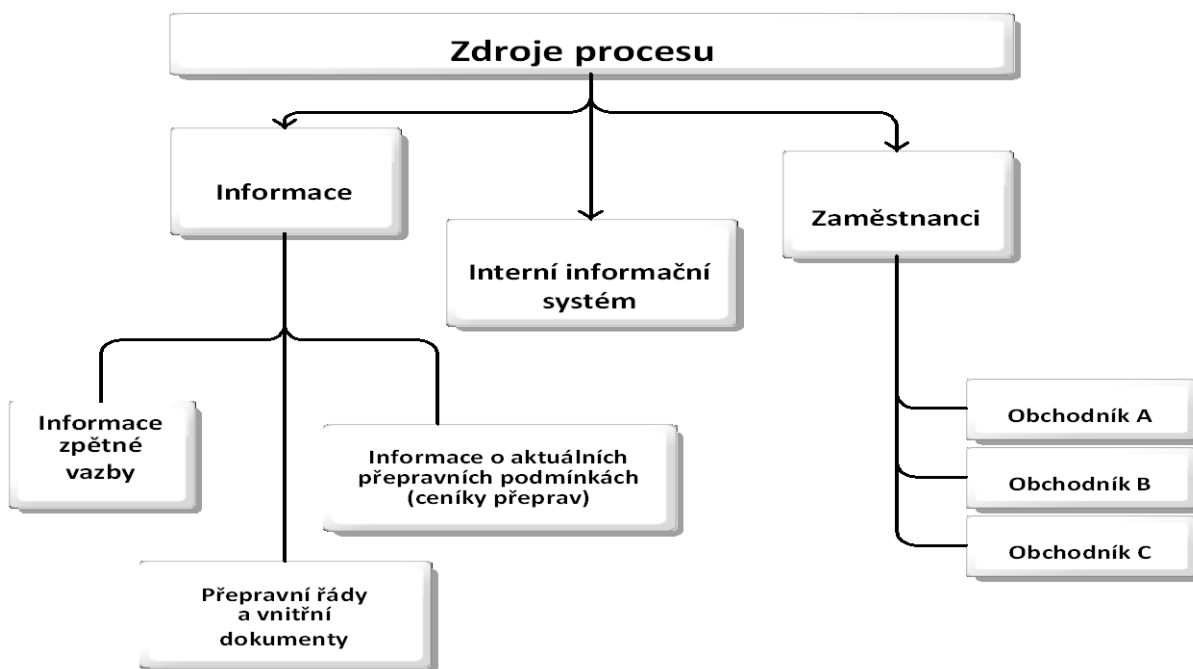 Zdroje procesu
Informace
Interní informační
systém
Zaměstnanci
Informace
zpětné
vazby
Informace o aktuálních
přepravních podmínkách
(ceníky přeprav)
Přepravní řády
a vnitřní
dokumenty
Obchodník A
Obchodník B
Obchodník C